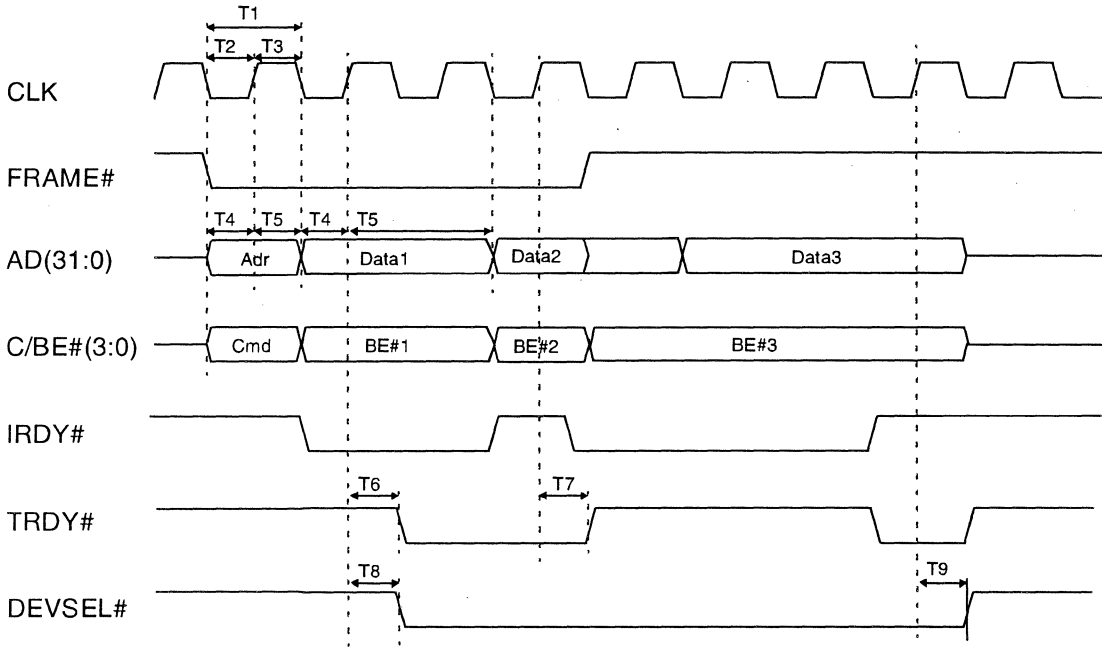 T1
T2 T3
CLK
FRAME#
T4 T5 T4 T5
AD(31:0) Adr Data1 Data2 Data3
C/BE#(3:0) Cmd BE#1 BE#2 BE#3
IRDY#
T6 T7
TRDY#
T8 T9
DEVSEL#